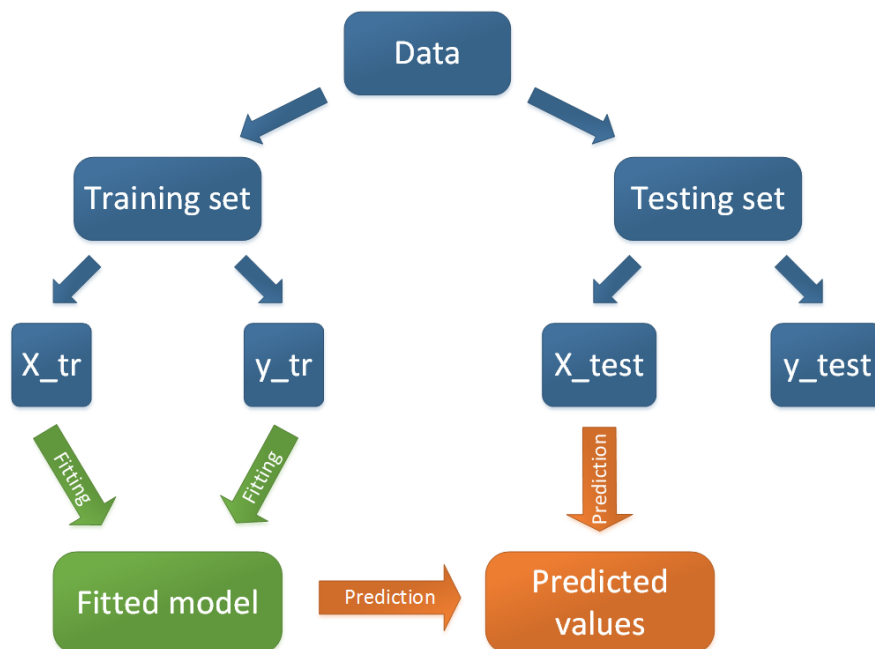 Data
Training set
Testing set
X_tr
y_tr
X_test
y_test
Fitting
Fitting
Prediction
Fitted model
Prediction
Predicted
values